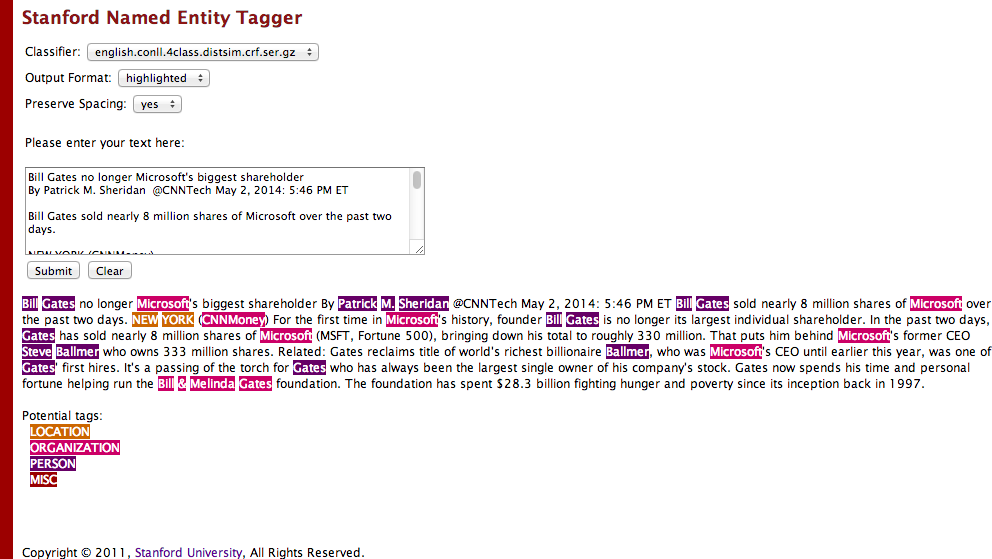 Stanford Named Entity Tagger
Classifier: english.conll.4class.distsim.crf.ser.gz
Output Format: highlighted
Preserve Spacing: yes
Please enter your text here:
Bill Gates no longer Microsoft's biggest shareholder
By Patrick M. Sheridan  @CNNTech May 2, 2014: 5:46 PM ET
Bill Gates sold nearly 8 million shares of Microsoft over the past two
days.
NEW YORK (CNNMoney)
Submit Clear
Bill Gates no longer Microsoft's biggest shareholder By Patrick M. Sheridan @CNNTech May 2, 2014: 5:46 PM ET Bill Gates sold nearly 8 million shares of Microsoft over
the past two days. NEW YORK (CNNMoney) For the first time in Microsoft's history, founder Bill Gates is no longer its largest individual shareholder. In the past two days,
Gates has sold nearly 8 million shares of Microsoft (MSFT, Fortune 500), bringing down his total to roughly 330 million. That puts him behind Microsoft's former CEO
Steve Ballmer who owns 333 million shares. Related: Gates reclaims title of world's richest billionaire Ballmer, who was Microsoft's CEO until earlier this year, was one of
Gates' first hires. It's a passing of the torch for Gates who has always been the largest single owner of his company's stock. Gates now spends his time and personal
fortune helping run the Bill & Melinda Gates foundation. The foundation has spent $28.3 billion fighting hunger and poverty since its inception back in 1997.
Potential tags:
LOCATION
ORGANIZATION
PERSON
MISC
Copyright © 2011, Stanford University, All Rights Reserved.